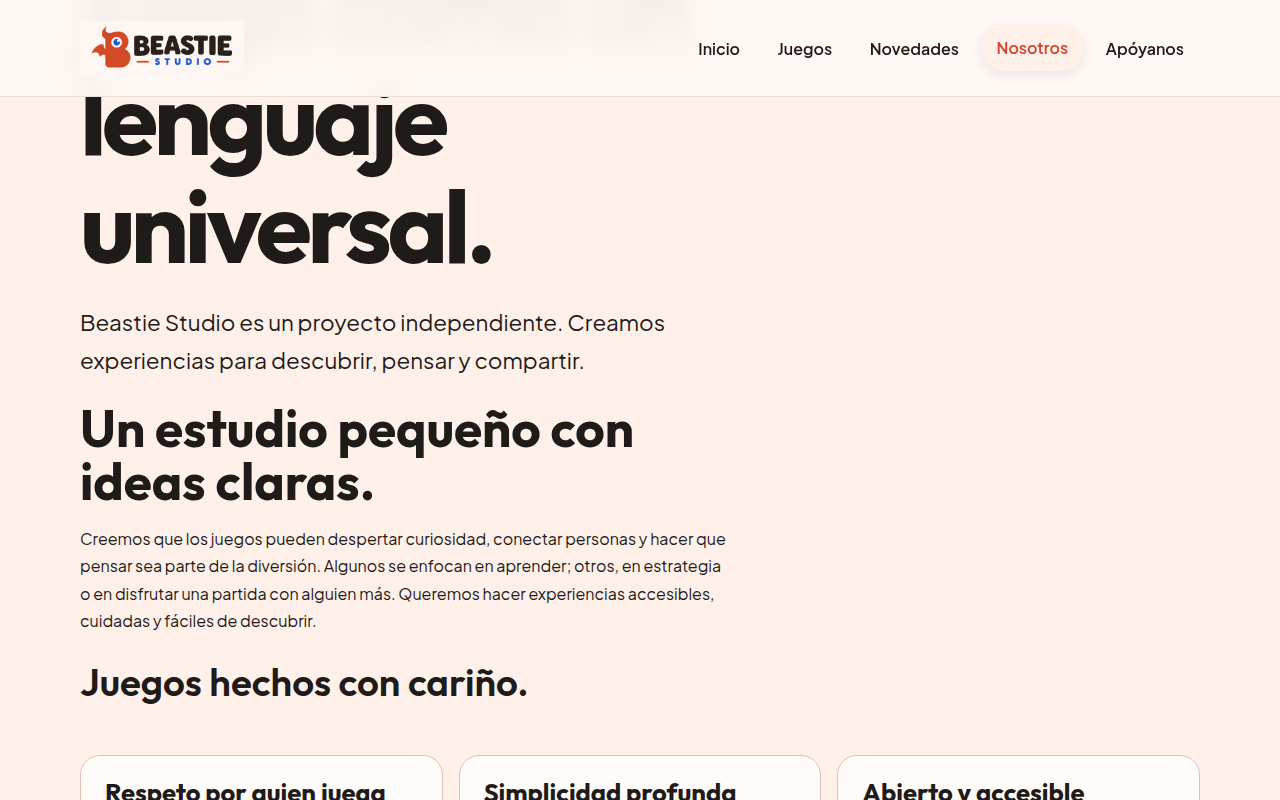 BEASTIE
STUDIO
Inicio
Juegos
Novedades
Nosotros
Apóyanos
lenguaje
universal.
Beastie Studio es un proyecto independiente. Creamos
experiencias para descubrir, pensar y compartir.
Un estudio pequeño con
ideas claras.
Creemos que los juegos pueden despertar curiosidad, conectar personas y hacer que
pensar sea parte de la diversión. Algunos se enfocan en aprender; otros, en estrategia
o en disfrutar una partida con alguien más. Queremos hacer experiencias accesibles,
cuidadas y fáciles de descubrir.
Juegos hechos con cariño.
Respeto por quien juega
Simplicidad profunda
Abierto y accesible